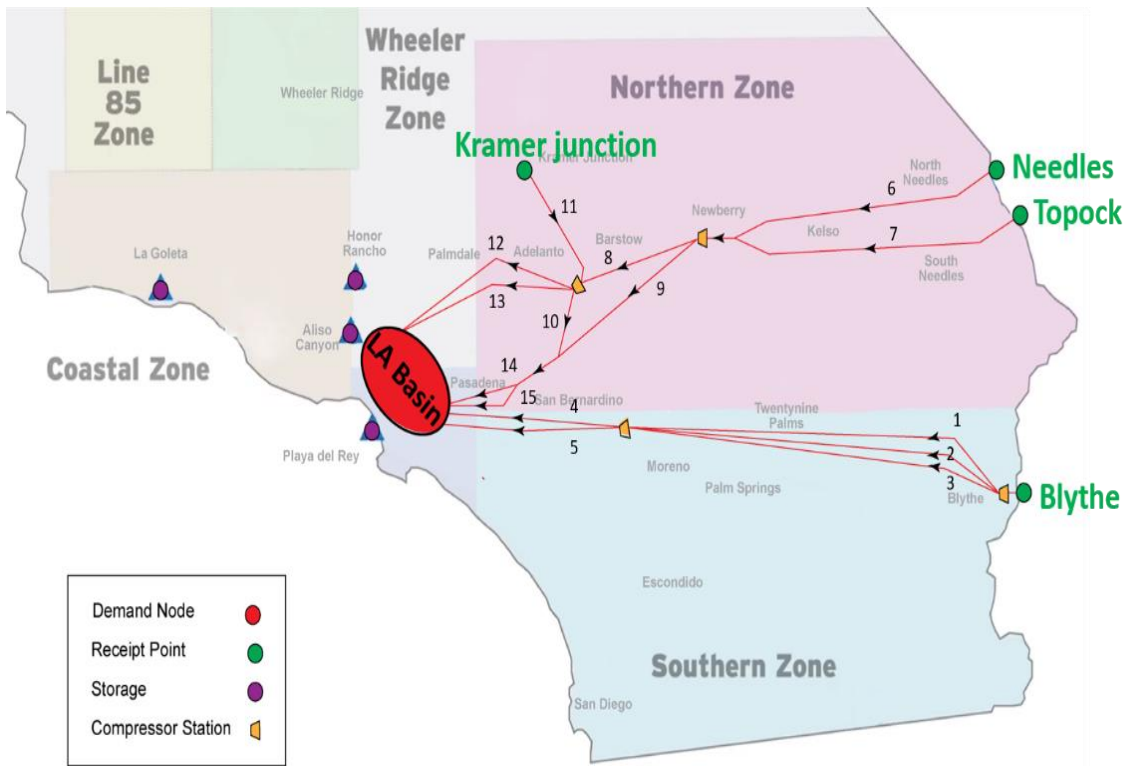 Line
85
Zone
Wheeler Ridge
Wheeler
Ridge
Zone
Northern Zone
Kramer junction
Kramer Junction
Needles
Topock
North
Needles
6
7
Newberry
Kelso
South
Needles
11
12
Palmdale
Adelanto
Barstow
8
9
13
10
La Goleta
Honor
Rancho
Aliso
Canyon
Coastal Zone
LA Basin
Pasadena
14
15
San Bernardino
4
5
Twentynine
Palms
1
2
3
Blythe
Blythe
Playa del Rey
Moreno
Palm Springs
Escondido
Southern Zone
San Diego
Demand Node
Receipt Point
Storage
Compressor Station